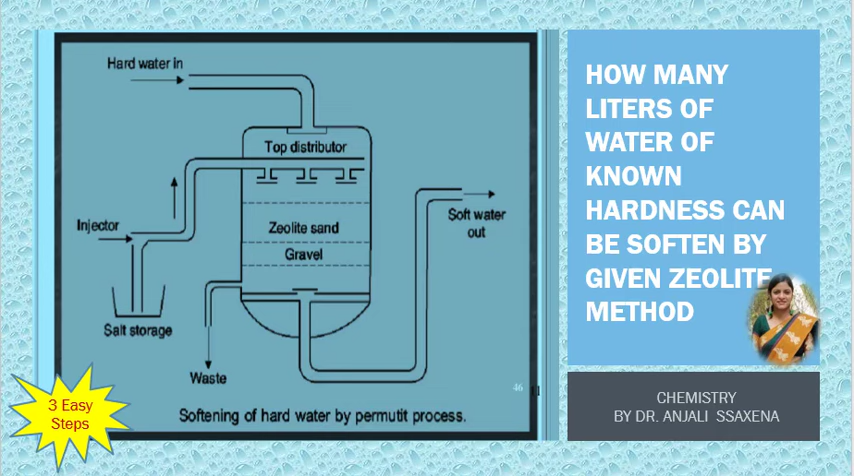 Hard water in
Top distributor
Injector
Zeolite sand
Gravel
Soft water
out
Salt storage
Waste
46
Softening of hard water by permutit process.
3 Easy
Steps
HOW MANY
LITERS OF
WATER OF
KNOWN
HARDNESS CAN
BE SOFTEN BY
GIVEN ZEOLITE
METHOD
CHEMISTRY
BY DR. ANJALI SSAXENA